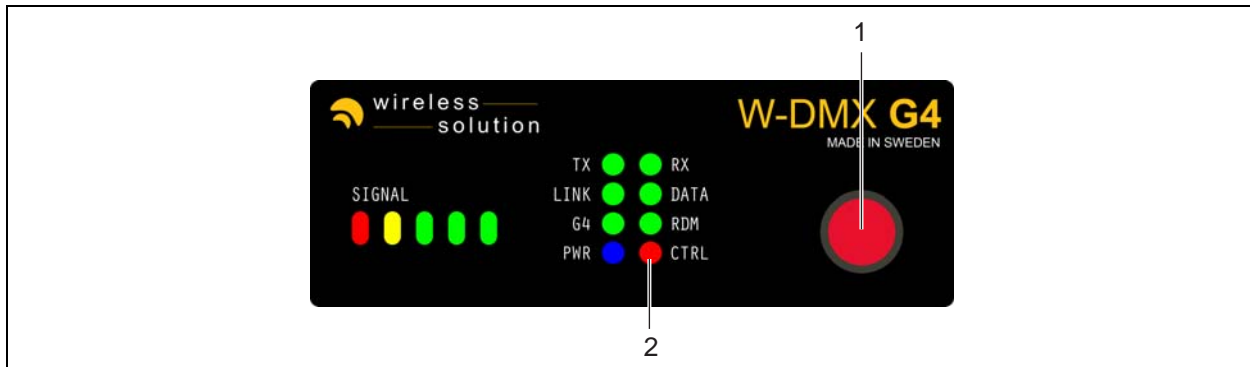 1
wireless
solution
W-DMX G4
MADE IN SWEDEN
TX RX
SIGNAL
LINK DATA
G4 RDM
PWR CTRL
2